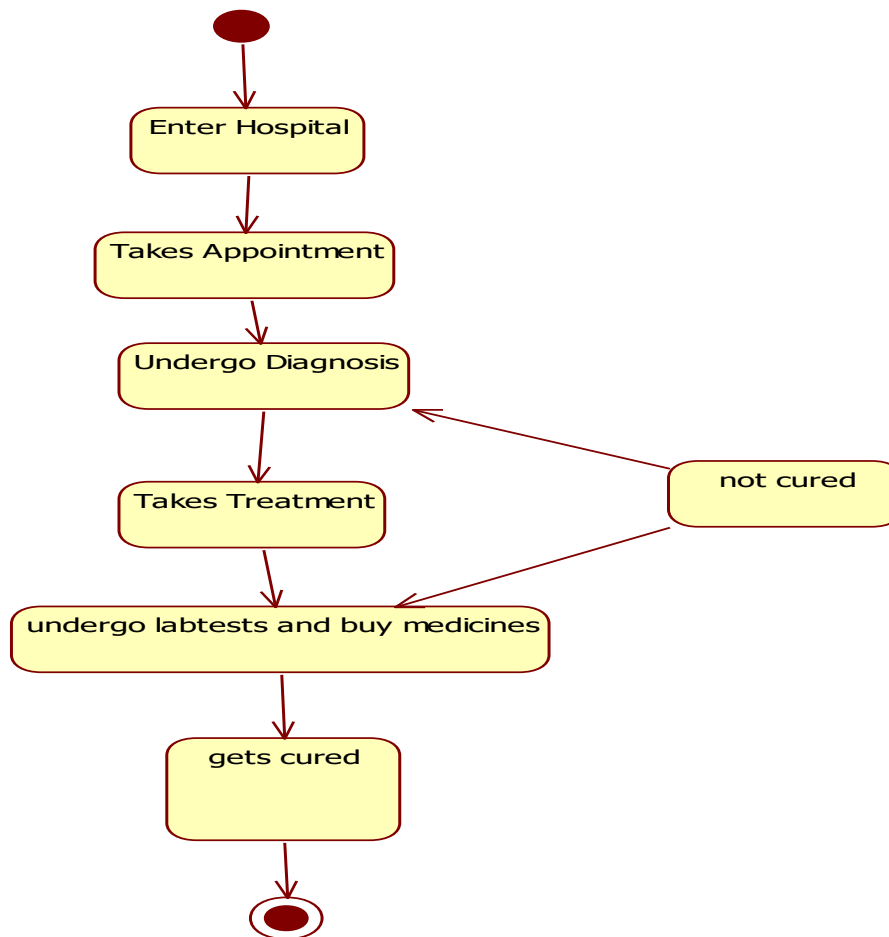 Enter Hospital
Takes Appointment
Undergo Diagnosis
not cured
Takes Treatment
undergo labtests and buy medicines
gets cured